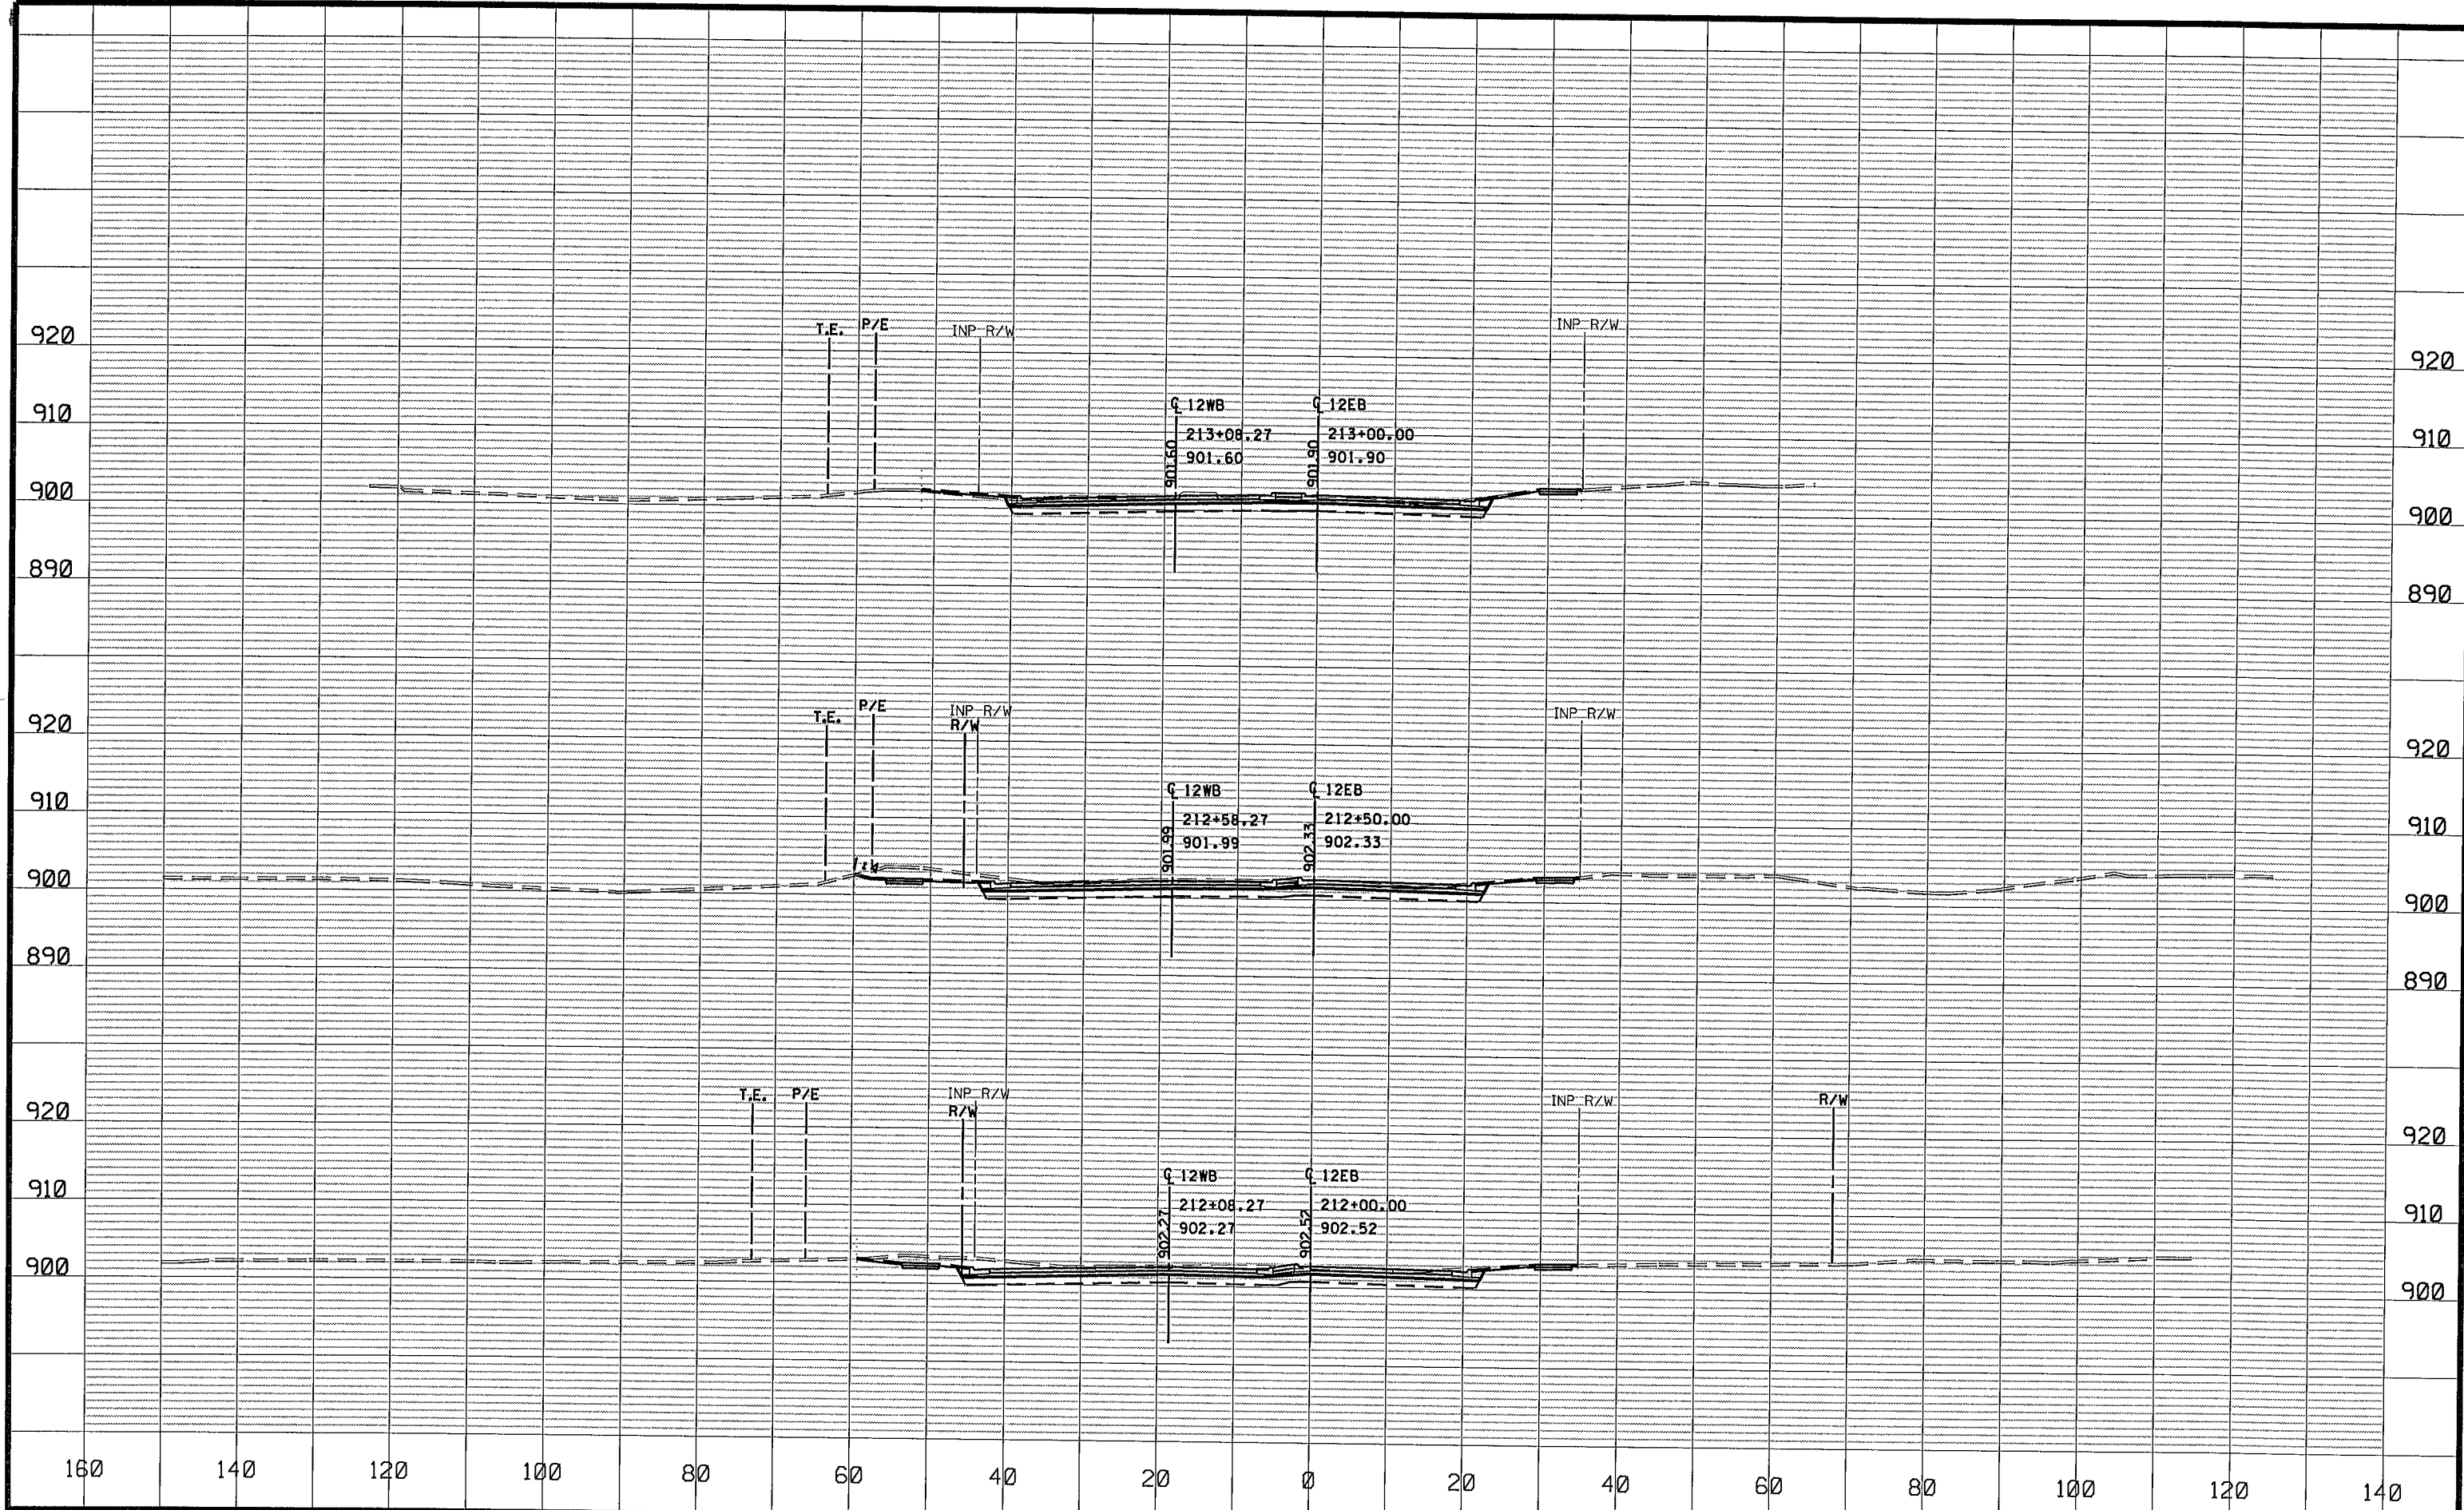 T.E. P/E INP R/W INP R/W
920 920
℄ 12WB ℄ 12EB
910 213+08.27 213+00.00 910
901.60 901.60 901.90 901.90
900 900
890 890
T.E. P/E INP R/W INP R/W
R/W
920 920
℄ 12WB ℄ 12EB
910 212+58.27 212+50.00 910
901.99 901.99 902.33 902.33
900 900
890 890
T.E. P/E INP R/W INP R/W R/W
R/W
920 920
℄ 12WB ℄ 12EB
910 212+08.27 212+00.00 910
902.27 902.27 902.52 902.52
900 900
160 140 120 100 80 60 40 20 0 20 40 60 80 100 120 140